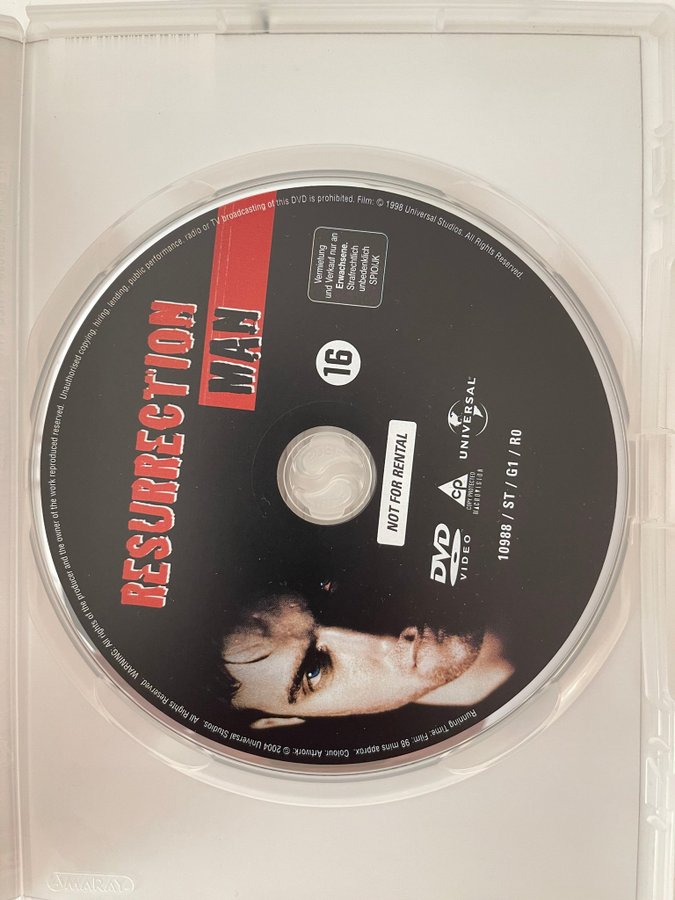 RESURRECTION
MAN
Vermietung
und Verkauf nur an
Erwachsene.
Strafrechtlich
unbedenklich
SPIO/JK
16
NOT FOR RENTAL
DVD
VIDEO
CP
COPY PROTECTED
MACROVISION
UNIVERSAL
10988 / ST / G1 / R0
Running Time: Film: 98 mins approx. Colour. Artwork: © 2004 Universal Studios. All Rights Reserved. WARNING: All rights of the producer and the owner of the work reproduced reserved. Unauthorised copying, hiring, lending, public performance, radio or TV broadcasting of this DVD is prohibited. Film: © 1998 Universal Studios. All Rights Reserved.
AMARAY